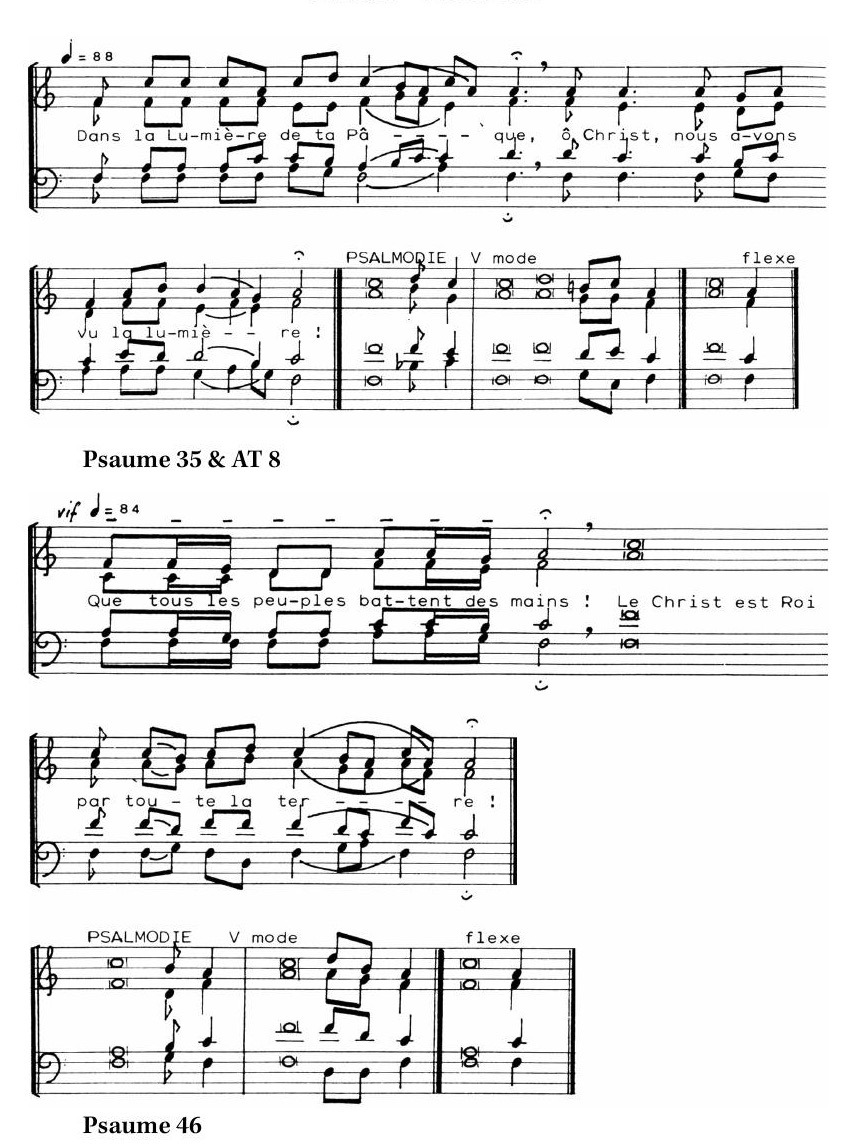 = 88
Dans la Lu-miè-re de ta Pâ - - - - que, ô Christ, nous a-vons
PSALMODIE V mode flexe
vu la lu-miè - - re !
Psaume 35 & AT 8
vif = 84
Que tous les peu-ples bat-tent des mains ! Le Christ est Roi
par tou - te la ter - - - - re !
PSALMODIE V mode flexe
Psaume 46